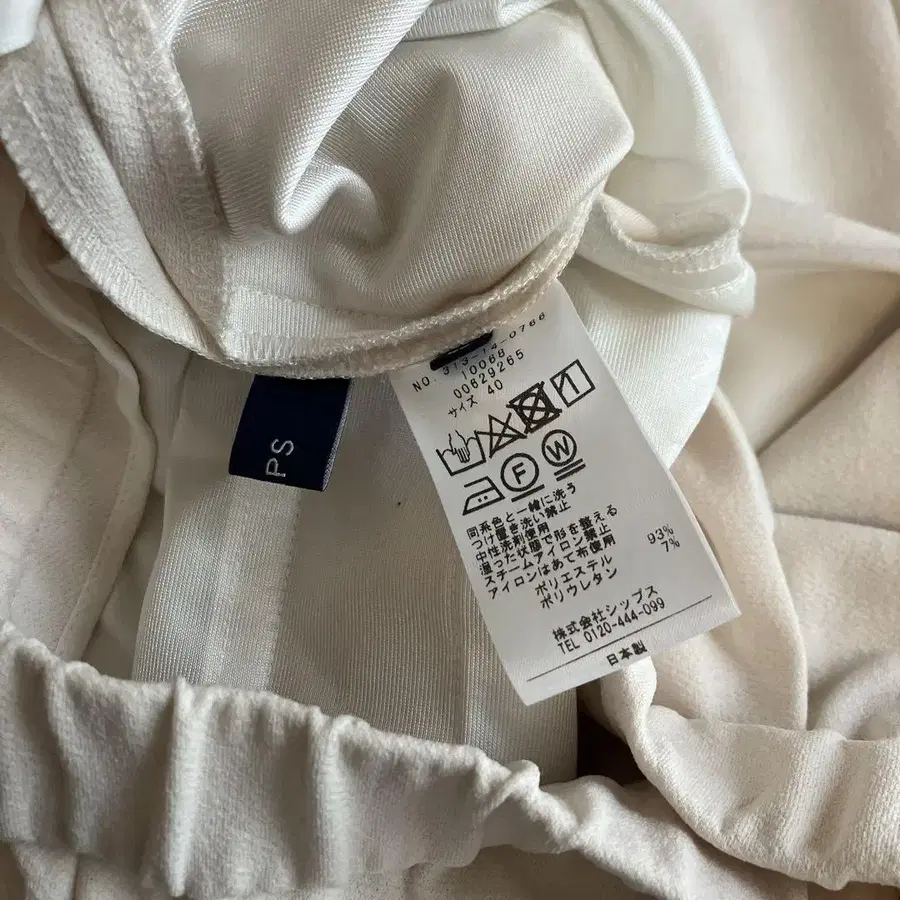 NO. 313-14-0766
10068
00629265
サイズ 40
F W
同系色と一緒に洗う
つけ置き洗い禁止
中性洗剤使用
湿った状態で形を整える
スチームアイロン禁止
アイロンはあて布使用
ポリエステル 93%
ポリウレタン 7%
株式会社シップス
TEL 0120-444-099
日本製
PS